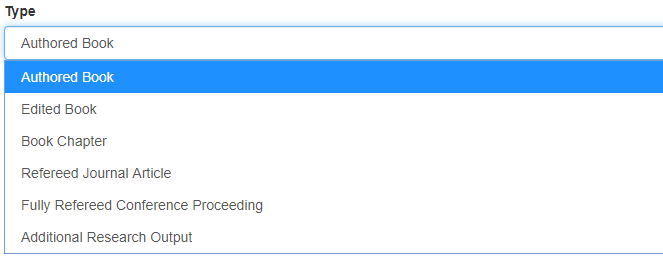 Type
Authored Book
Authored Book
Edited Book
Book Chapter
Refereed Journal Article
Fully Refereed Conference Proceeding
Additional Research Output